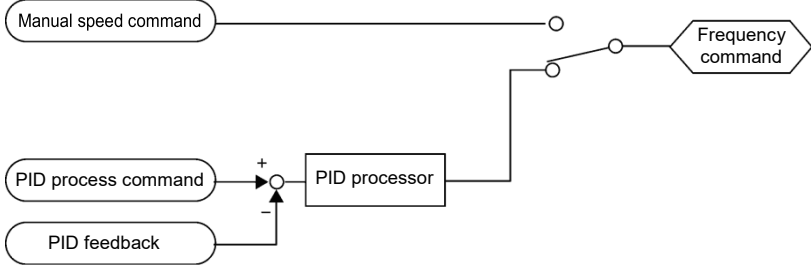 Manual speed command
Frequency
command
+
PID process command
PID processor
−
PID feedback